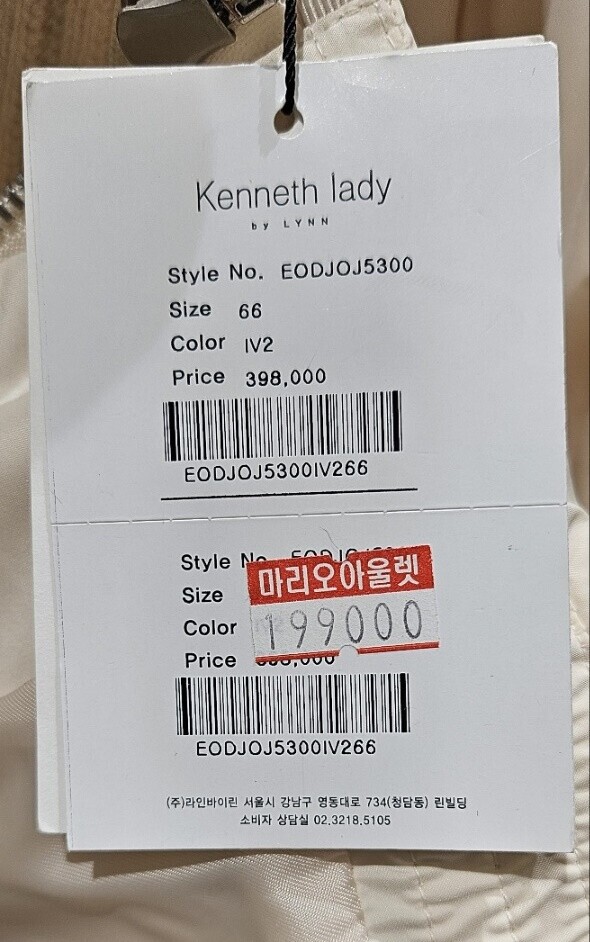 Kenneth lady
by LYNN
Style No. EODJOJ5300
Size 66
Color IV2
Price 398,000
EODJOJ5300IV266
Style No.
마리오아울렛
Size
199000
Color
Price
EODJOJ5300IV266
(주)라인바이린 서울시 강남구 영동대로 734(청담동) 린빌딩
소비자 상담실 02.3218.5105